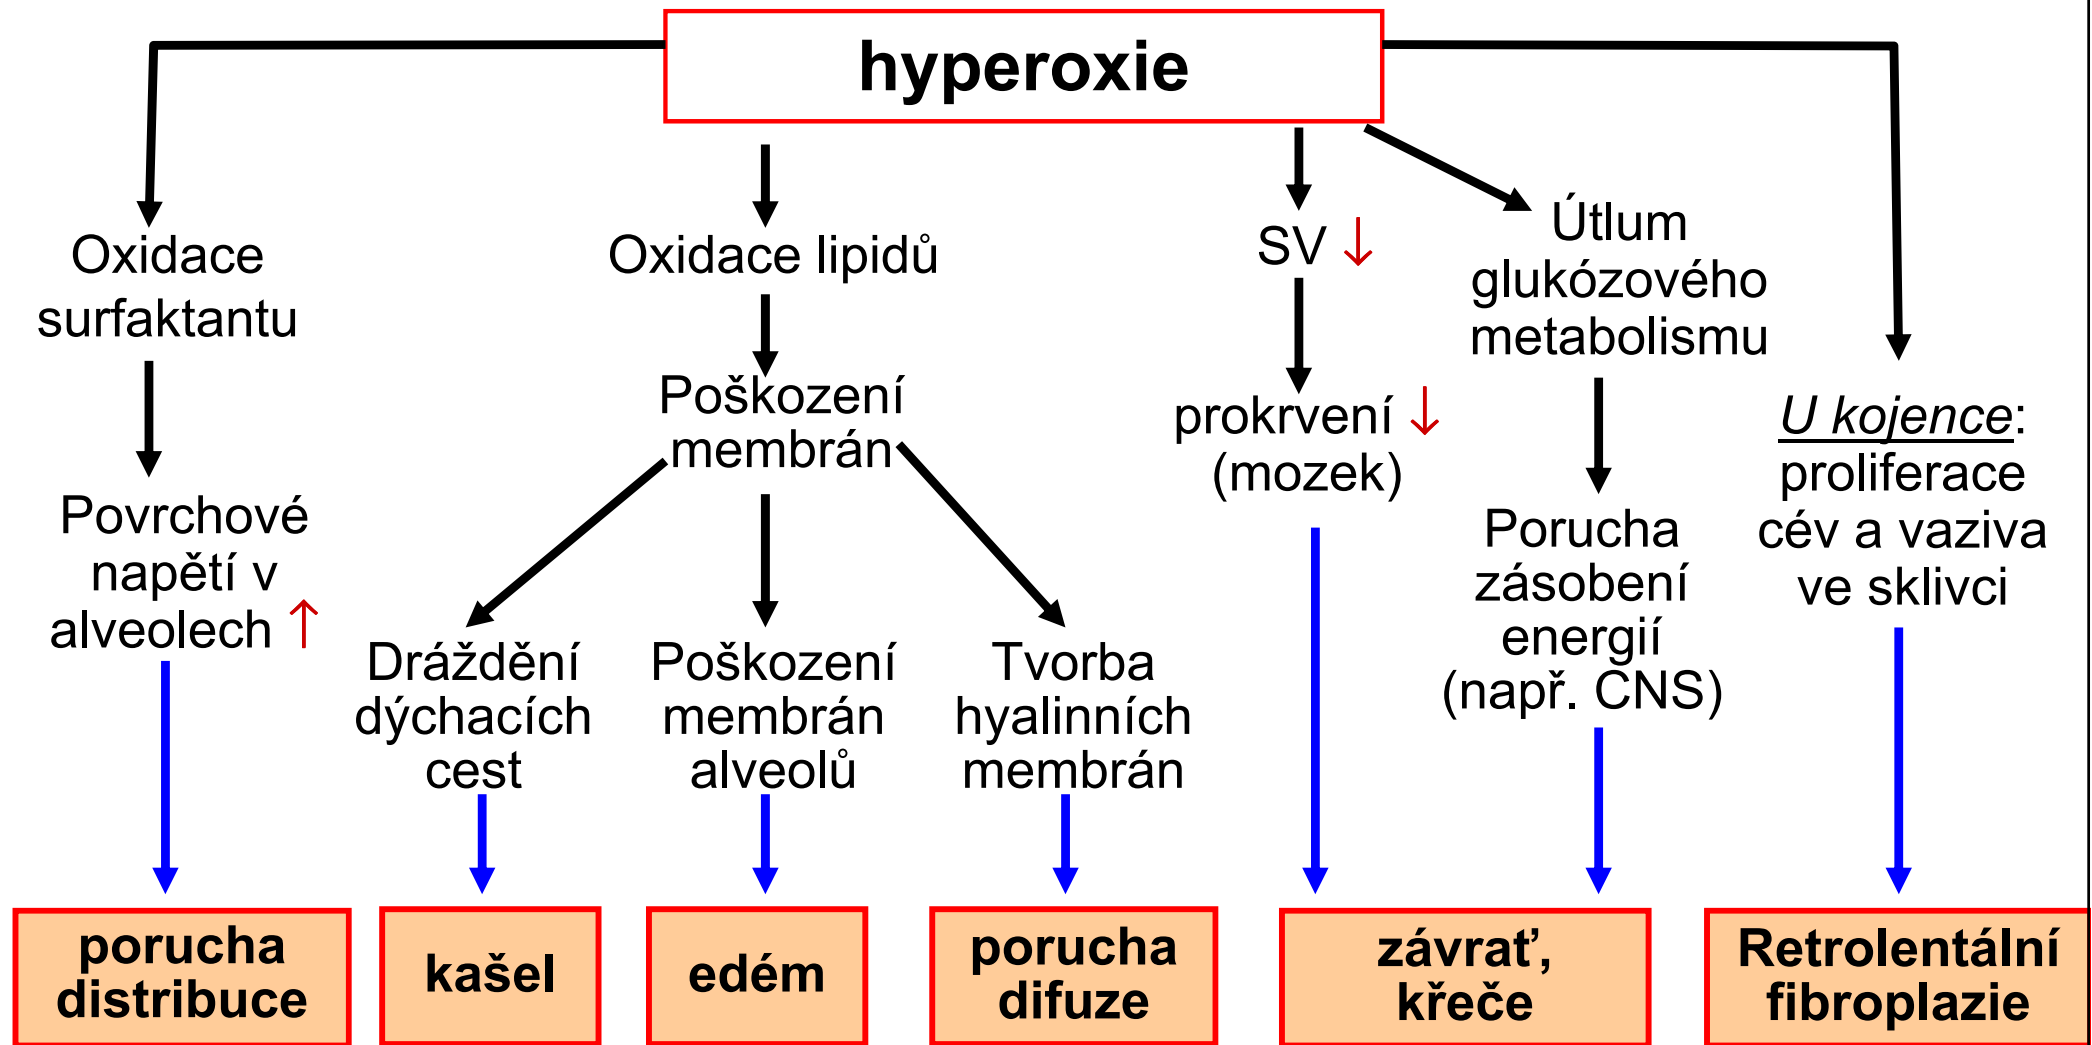 hyperoxie
Oxidace
surfaktantu
Povrchové
napětí v
alveolech ↑
porucha
distribuce
Oxidace lipidů
Poškození
membrán
Dráždění
dýchacích
cest
kašel
Poškození
membrán
alveolů
edém
Tvorba
hyalinních
membrán
porucha
difuze
SV ↓
prokrvení ↓
(mozek)
Útlum
glukózového
metabolismu
Porucha
zásobení
energií
(např. CNS)
závrať,
křeče
U kojence:
proliferace
cév a vaziva
ve sklivci
Retrolentální
fibroplazie